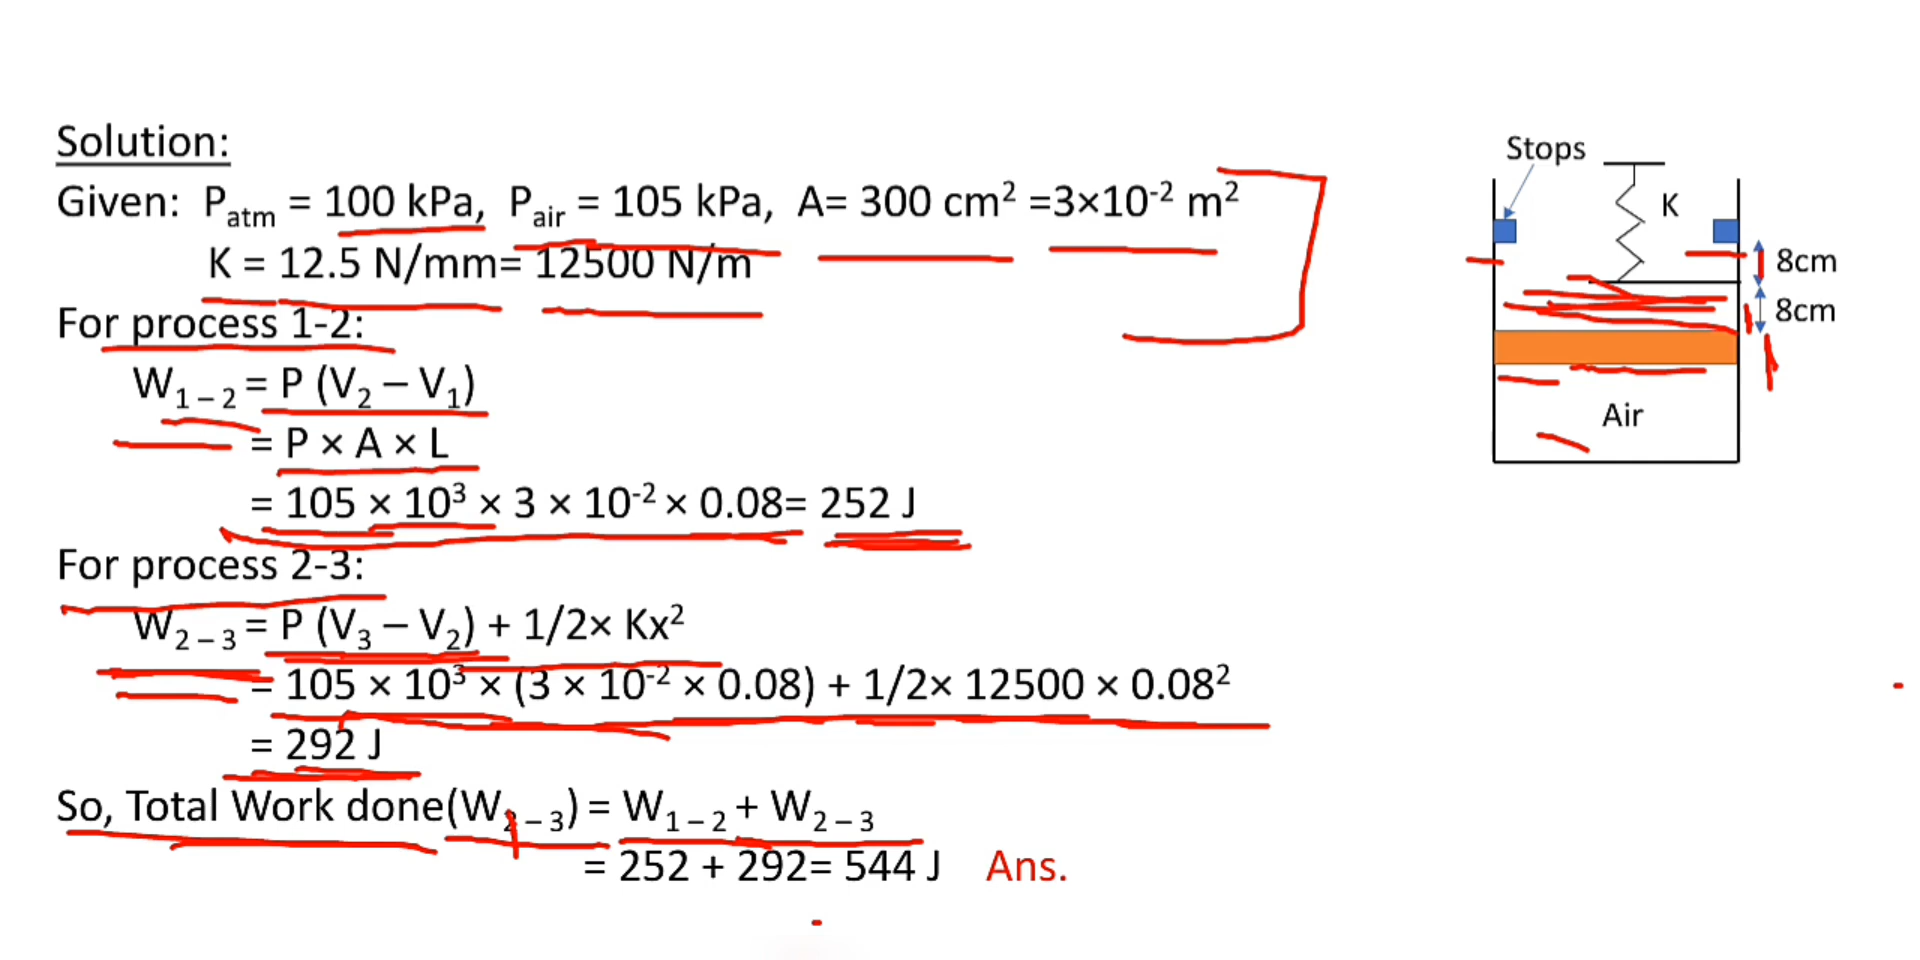 Solution:
Given: Pₐₜₘ = 100 kPa, Pₐᵢᵣ = 105 kPa, A= 300 cm² =3×10⁻² m²
K = 12.5 N/mm= 12500 N/m
For process 1-2:
W₁₋₂ = P (V₂ – V₁)
= P × A × L
= 105 × 10³ × 3 × 10⁻² × 0.08= 252 J
For process 2-3:
W₂₋₃ = P (V₃ – V₂) + 1/2× Kx²
= 105 × 10³ × (3 × 10⁻² × 0.08) + 1/2× 12500 × 0.08²
= 292 J
So, Total Work done(W₁₋₃) = W₁₋₂ + W₂₋₃
= 252 + 292= 544 J Ans.
Stops
K
8cm
8cm
Air